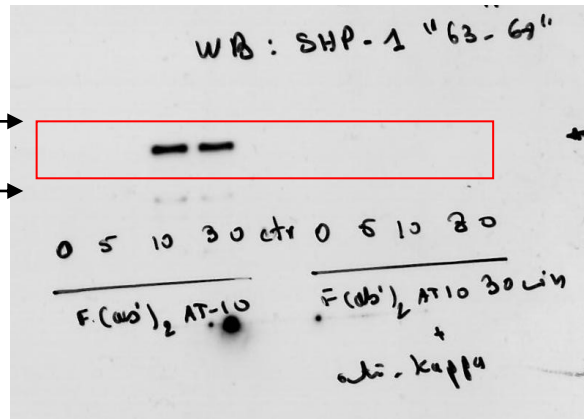 WB: SHP-1 "63-69"
0 5 10 30 ctr 0 5 10 30
F(ab')₂ AT-10 F(ab')₂ AT10 30 min
+
anti-Kappa